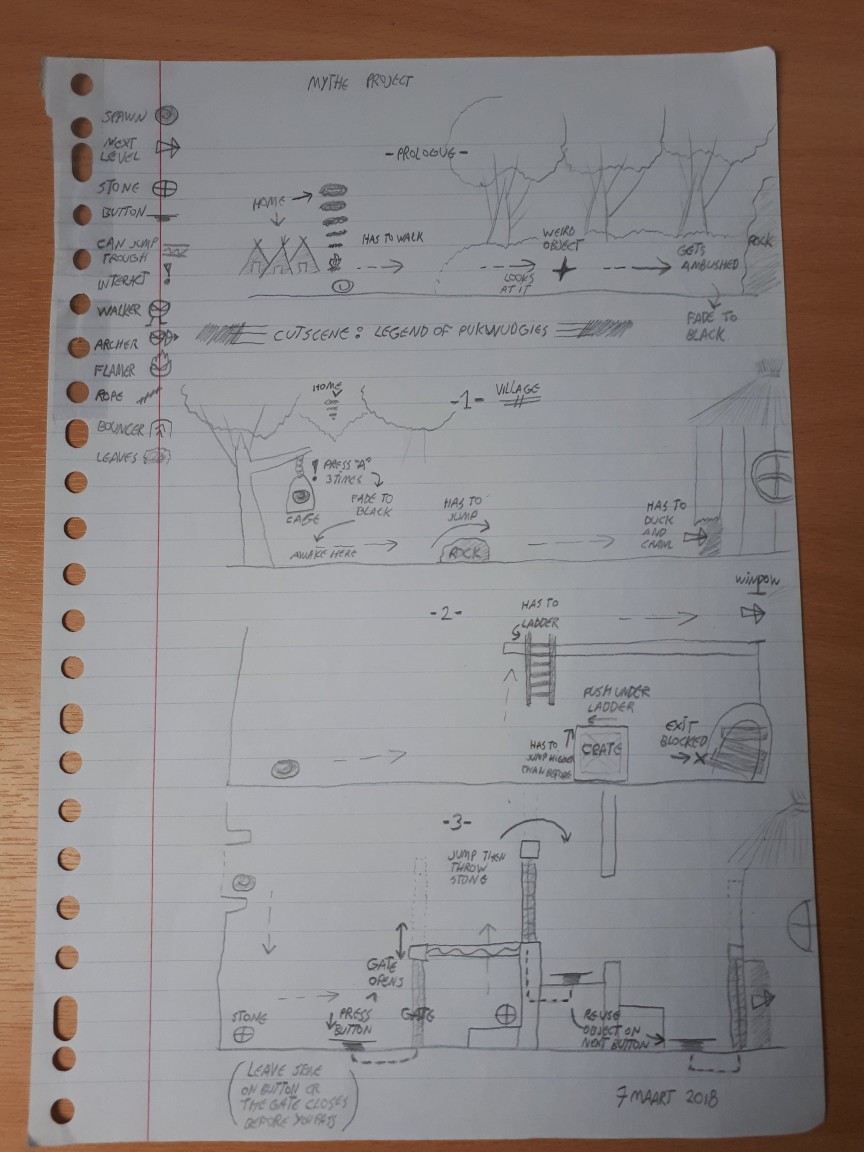 MYTHE PROJECT
SPAWN
NEXT
LEVEL
STONE
BUTTON
CAN JUMP
TROUGH
INTERACT
WALKER
ARCHER
FLAMER
ROPE
BOUNCER
LEAVES
-PROLOGUE-
HOME
HAS TO WALK
LOOKS
AT IT
WEIRD
OBJECT
GETS
AMBUSHED
ROCK
FADE TO
BLACK
CUTSCENE: LEGEND OF PUKWUDGIES
-1- VILLAGE
HOME
! PRESS "A"
3 TIMES
CAGE
FADE TO
BLACK
AWAKE HERE
HAS TO
JUMP
ROCK
HAS TO
DUCK
AND
CRAWL
-2-
HAS TO
LADDER
WINDOW
PUSH UNDER
LADDER
HAS TO
JUMP HIGHER
THAN BEFORE
CRATE
EXIT
BLOCKED
X
-3-
JUMP THEN
THROW
STONE
GATE
OPENS
STONE
PRESS
BUTTON
GATE
REUSE
OBJECT ON
NEXT BUTTON
(LEAVE STONE
ON BUTTON OR
THE GATE CLOSES
BEFORE YOU PASS)
7 MAART 2018